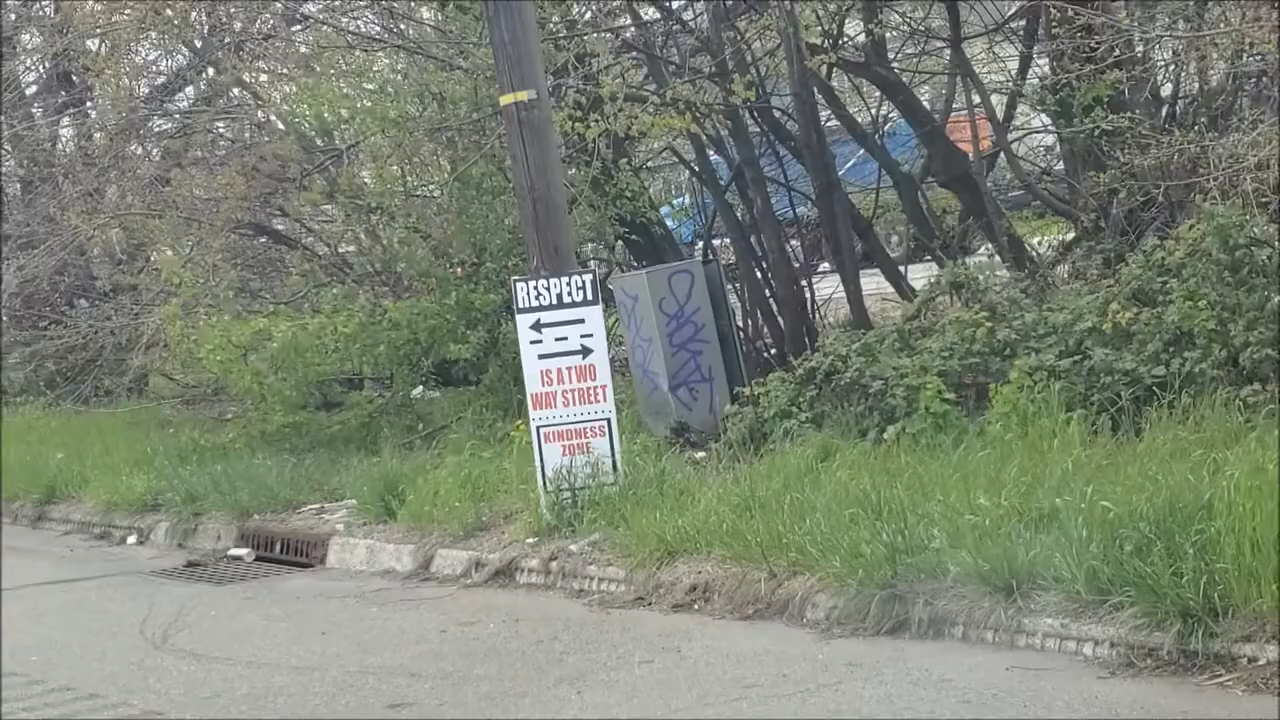 RESPECT
IS A TWO
WAY STREET
KINDNESS
ZONE